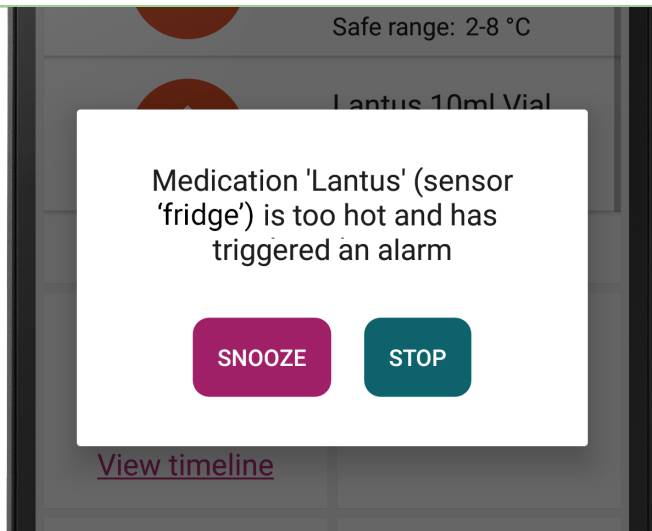 Safe range: 2-8 °C
Lantus 10ml Vial
Medication 'Lantus' (sensor
‘fridge’) is too hot and has
triggered an alarm
SNOOZE
STOP
View timeline